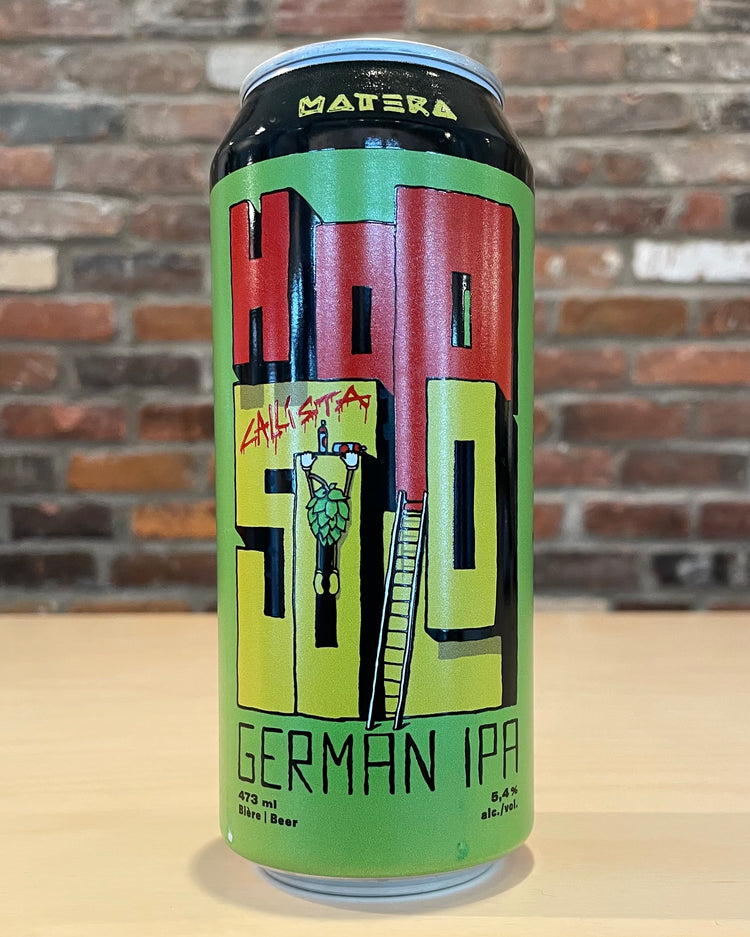 MATERA
HOP
CALLISTA
SOLO
GERMAN IPA
473 ml
Bière | Beer
5,4 %
alc./vol.